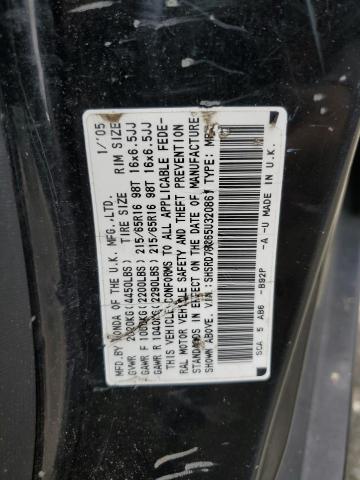 MFD BY HONDA OF THE U.K. MFG.,LTD. 1/'05
TIRE SIZE RIM SIZE
GVWR 2020KG(4450LBS)
GAWR F 1000KG(2200LBS) 215/65R16 98T 16x6.5JJ
GAWR R 1040KG(2290LBS) 215/65R16 98T 16x6.5JJ
THIS VEHICLE CONFORMS TO ALL APPLICABLE FEDE-
RAL MOTOR VEHICLE SAFETY AND THEFT PREVENTION
STANDARDS IN EFFECT ON THE DATE OF MANUFACTURE
SHOWN ABOVE. VIN: TYPE:
SCA 5 AB6 -B92P -A -U MADE IN U.K.